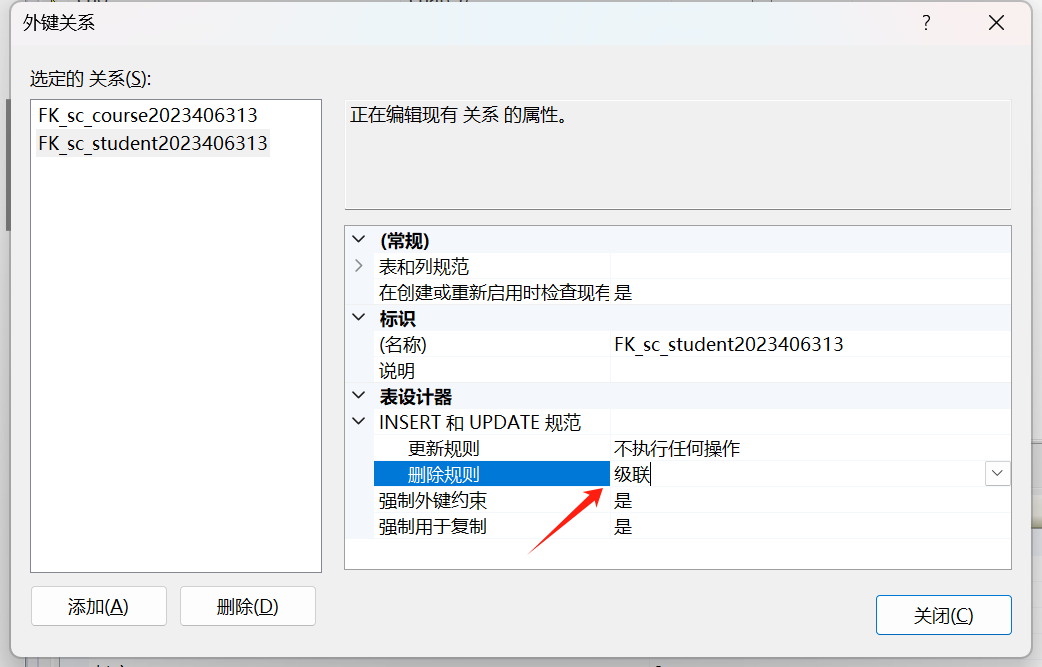 外键关系
?
选定的 关系(S):
FK_sc_course2023406313
FK_sc_student2023406313
正在编辑现有 关系 的属性。
(常规)
表和列规范
在创建或重新启用时检查现有 是
标识
(名称) FK_sc_student2023406313
说明
表设计器
INSERT 和 UPDATE 规范
更新规则 不执行任何操作
删除规则 级联
强制外键约束 是
强制用于复制 是
添加(A) 删除(D)
关闭(C)